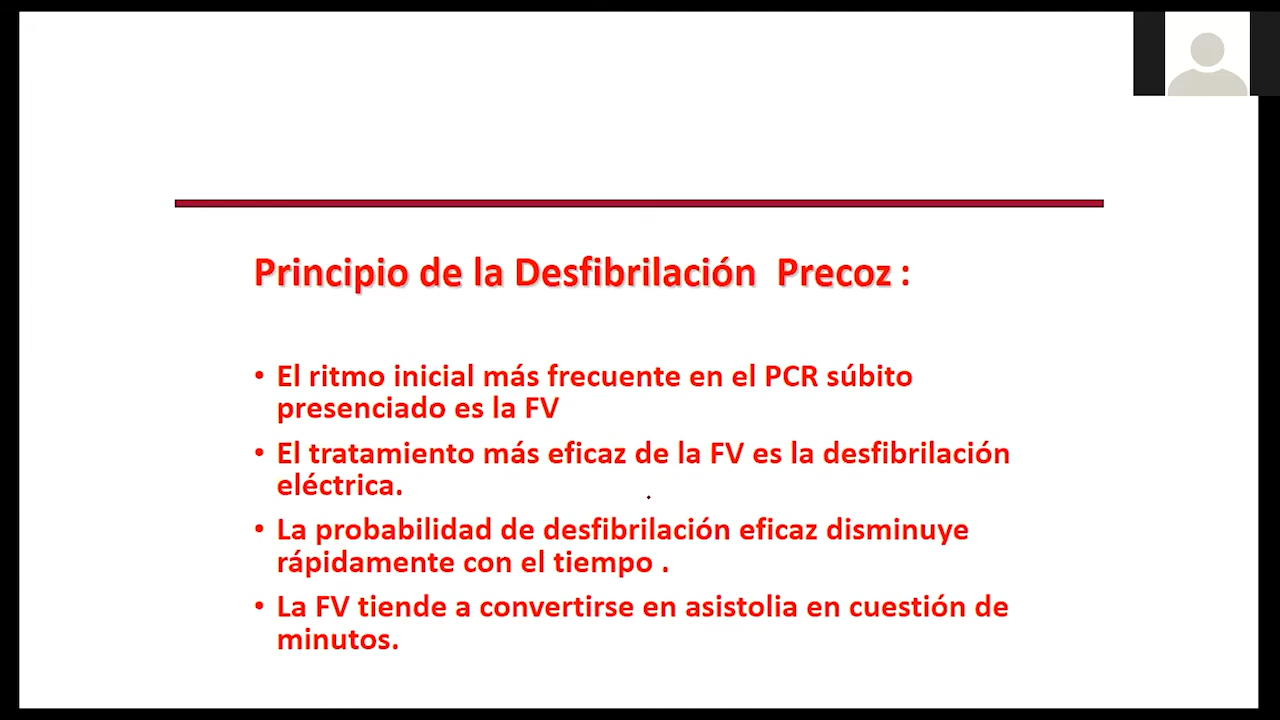 Principio de la Desfibrilación  Precoz :
• El ritmo inicial más frecuente en el PCR súbito
presenciado es la FV
• El tratamiento más eficaz de la FV es la desfibrilación
eléctrica.
• La probabilidad de desfibrilación eficaz disminuye
rápidamente con el tiempo .
• La FV tiende a convertirse en asistolia en cuestión de
minutos.